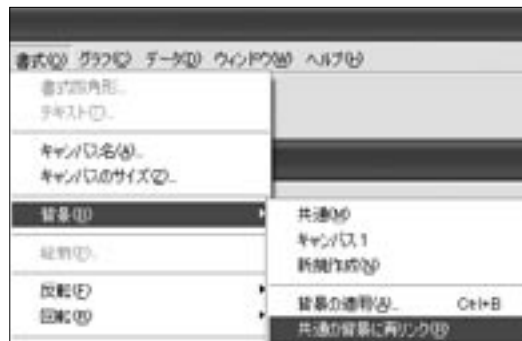 書式(O) グラフ(C) データ(D) ウィンドウ(W) ヘルプ(H)
書式四角形...
テキスト(T)...
キャンバス名(A)...
キャンバスのサイズ(Z)...
背景(D)
共通(M)
キャンバス1
新規作成(N)
反転(F)
背景の適用(A)... Ctrl+B
回転(R)
共通の背景に再リンク(R)